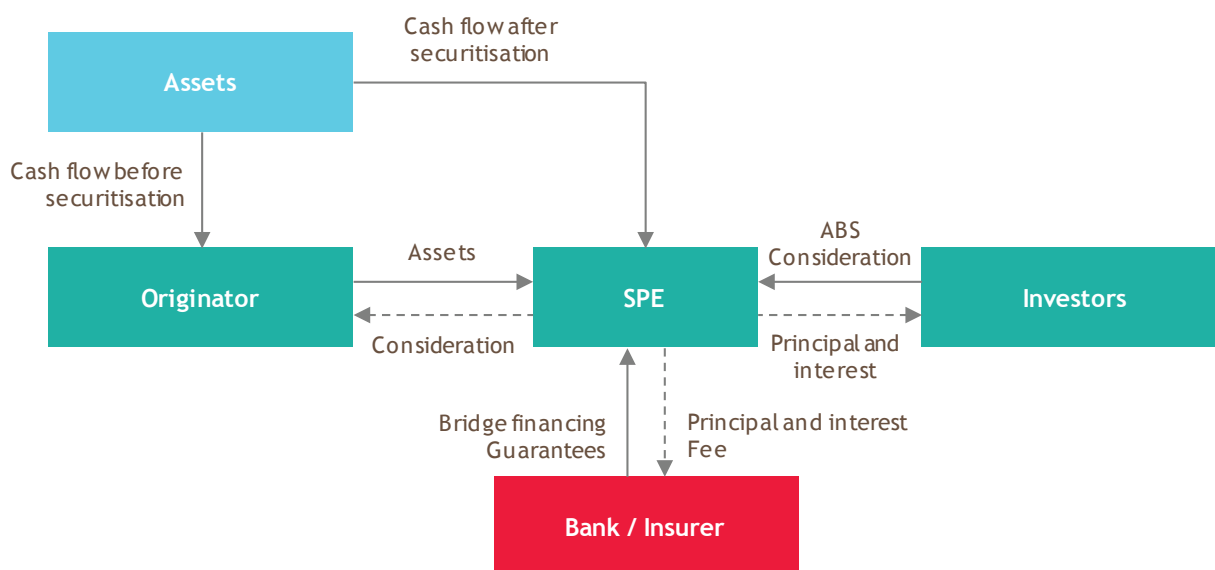 Cash flow after
securitisation
Assets
Cash flow before
securitisation
Assets
ABS
Consideration
Originator
SPE
Investors
Consideration
Principal and
interest
Bridge financing
Guarantees
Principal and interest
Fee
Bank / Insurer